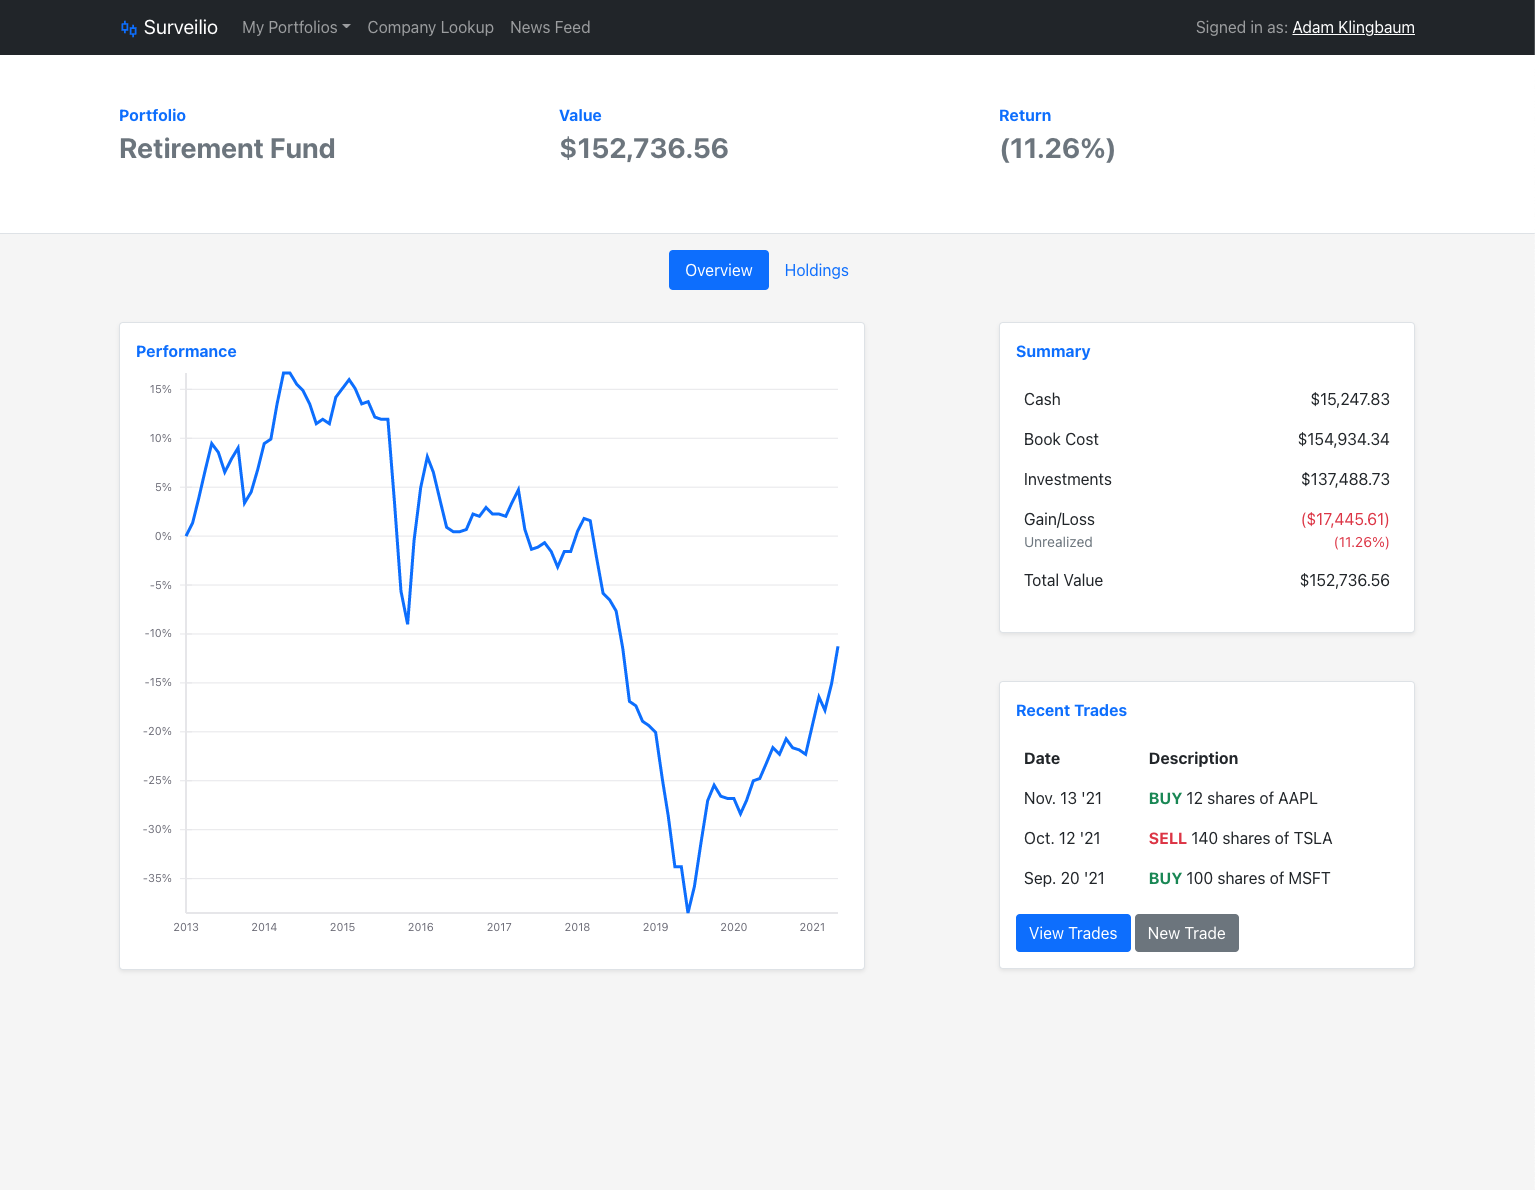 Surveilio My Portfolios Company Lookup News Feed Signed in as: Adam Klingbaum
Portfolio Value Return
Retirement Fund $152,736.56 (11.26%)
Overview Holdings
Performance
15%
10%
5%
0%
-5%
-10%
-15%
-20%
-25%
-30%
-35%
2013 2014 2015 2016 2017 2018 2019 2020 2021
Summary
Cash $15,247.83
Book Cost $154,934.34
Investments $137,488.73
Gain/Loss ($17,445.61)
Unrealized (11.26%)
Total Value $152,736.56
Recent Trades
Date Description
Nov. 13 '21 BUY 12 shares of AAPL
Oct. 12 '21 SELL 140 shares of TSLA
Sep. 20 '21 BUY 100 shares of MSFT
View Trades New Trade